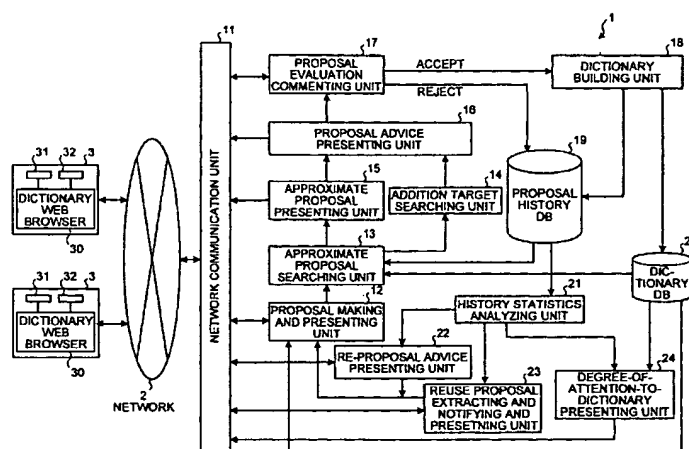 1
11
17
PROPOSAL
EVALUATION
COMMENTING UNIT
ACCEPT
REJECT
18
DICTIONARY
BUILDING UNIT
16
PROPOSAL ADVICE
PRESENTING UNIT
19
PROPOSAL
HISTORY
DB
31
32
3
DICTIONARY
WEB
BROWSER
30
15
APPROXIMATE
PROPOSAL
PRESENTING UNIT
14
ADDITION TARGET
SEARCHING UNIT
NETWORK COMMUNICATION UNIT
13
APPROXIMATE
PROPOSAL
SEARCHING UNIT
DIC-
TIONARY
DB
31
32
3
DICTIONARY
WEB
BROWSER
30
12
PROPOSAL MAKING
AND PRESENTING
UNIT
21
HISTORY STATISTICS
ANALYZING UNIT
22
RE-PROPOSAL ADVICE
PRESENTING UNIT
23
REUSE PROPOSAL
EXTRACTING AND
NOTIFYING AND
PRESETNING UNIT
24
DEGREE-OF-
ATTENTION-TO-
DICTIONARY
PRESENTING UNIT
2
NETWORK